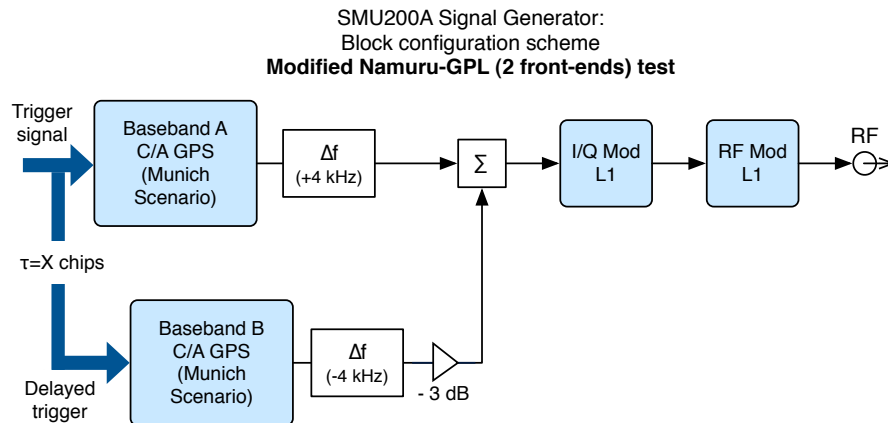 SMU200A Signal Generator:
Block configuration scheme
Modified Namuru-GPL (2 front-ends) test
Trigger
signal
Baseband A
C/A GPS
(Munich
Scenario)
Δf
(+4 kHz)
Σ
I/Q Mod
L1
RF Mod
L1
RF
τ=X chips
Baseband B
C/A GPS
(Munich
Scenario)
Δf
(-4 kHz)
- 3 dB
Delayed
trigger